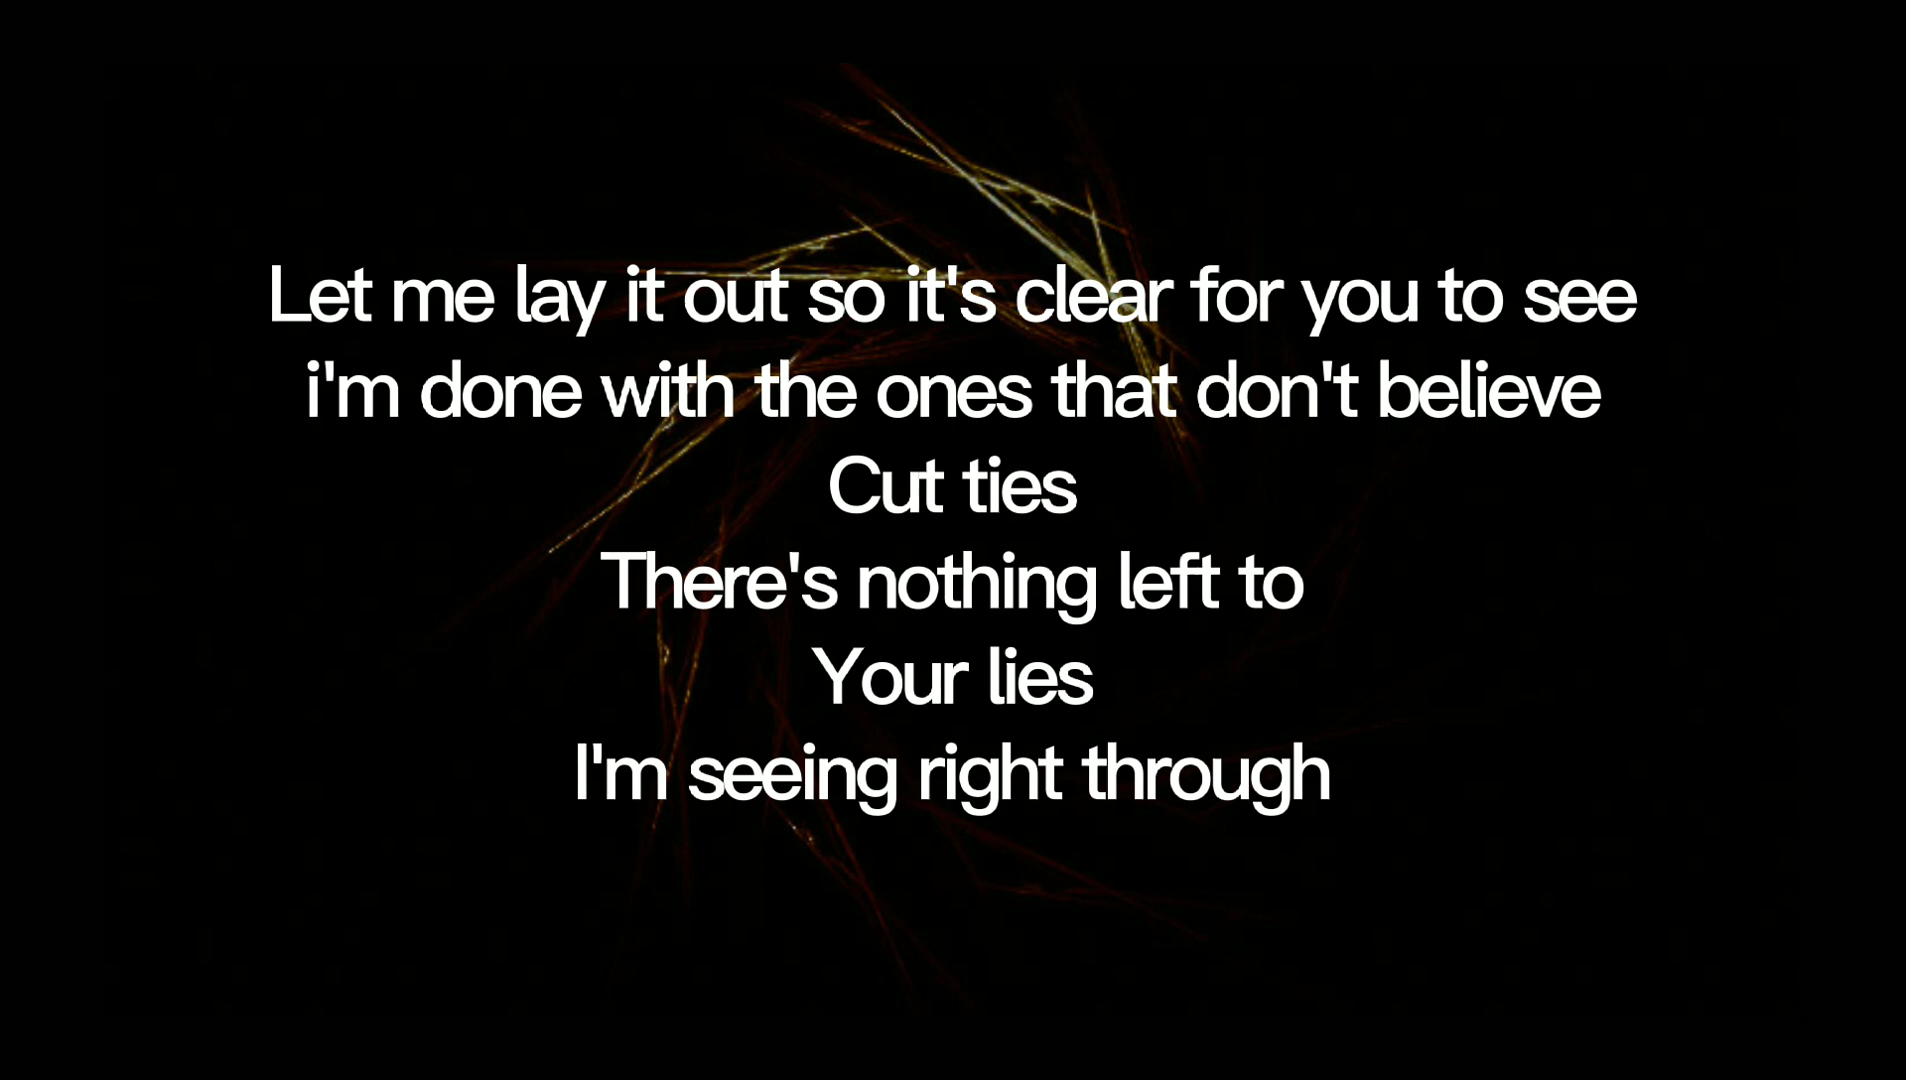 Let me lay it out so it's clear for you to see
i'm done with the ones that don't believe
Cut ties
There's nothing left to
Your lies
I'm seeing right through